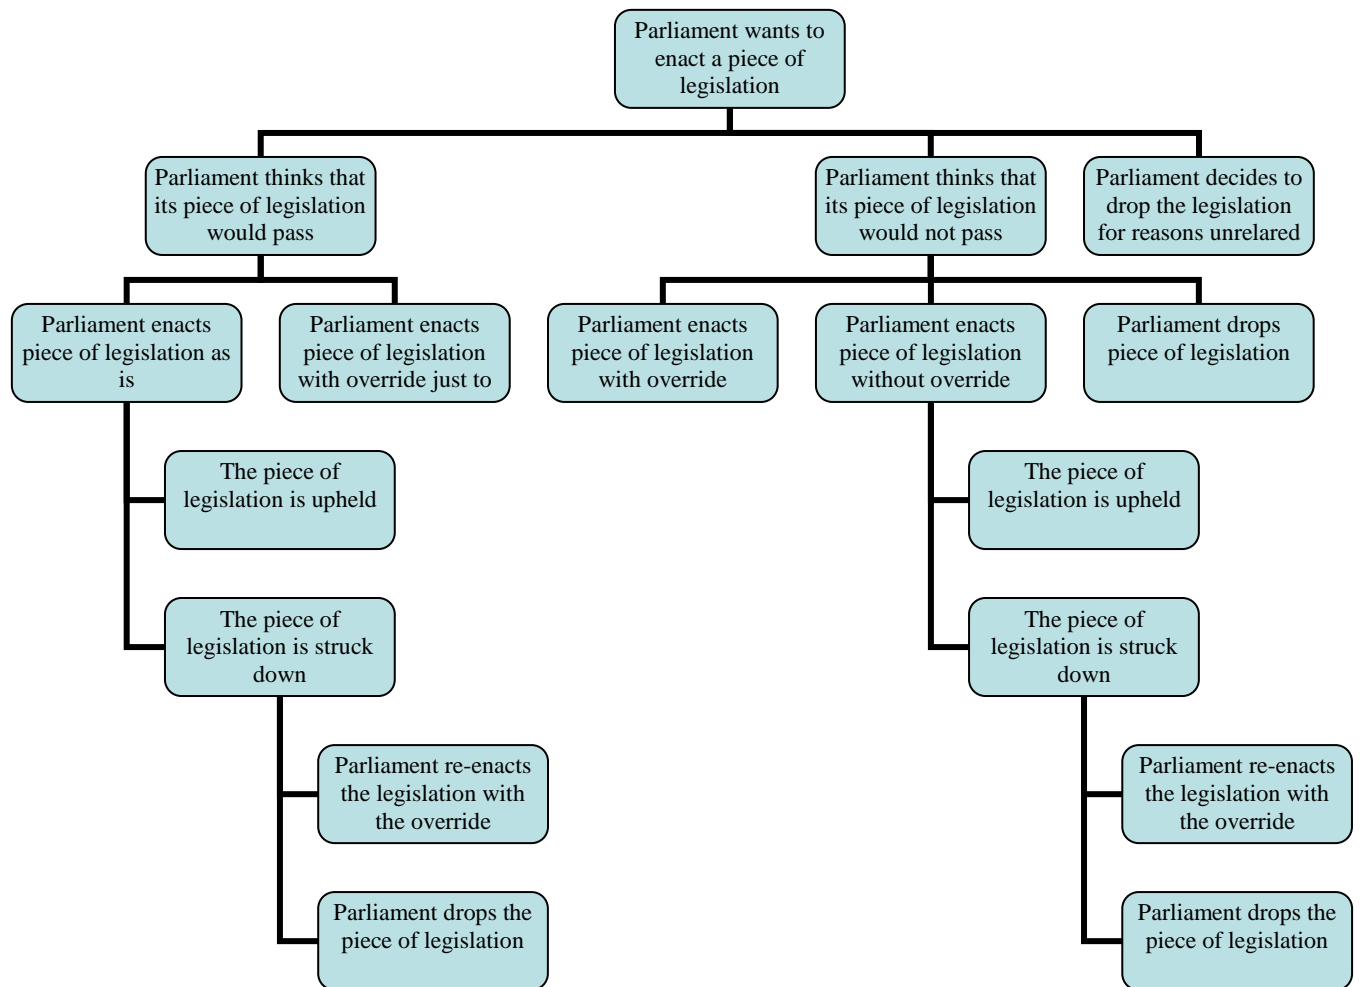 Parliament wants to
enact a piece of
legislation
Parliament thinks that
its piece of legislation
would pass
Parliament thinks that
its piece of legislation
would not pass
Parliament decides to
drop the legislation
for reasons unrelared
Parliament enacts
piece of legislation as
is
Parliament enacts
piece of legislation
with override just to
Parliament enacts
piece of legislation
with override
Parliament enacts
piece of legislation
without override
Parliament drops
piece of legislation
The piece of
legislation is upheld
The piece of
legislation is upheld
The piece of
legislation is struck
down
The piece of
legislation is struck
down
Parliament re-enacts
the legislation with
the override
Parliament re-enacts
the legislation with
the override
Parliament drops the
piece of legislation
Parliament drops the
piece of legislation